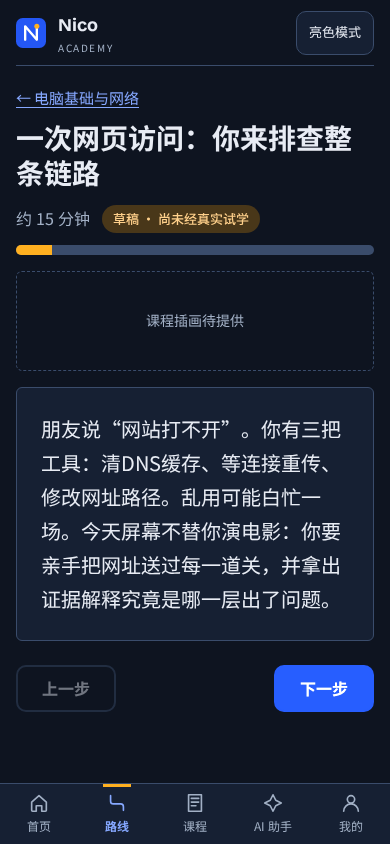 Nico
ACADEMY
亮色模式
← 电脑基础与网络
一次网页访问：你来排查整
条链路
约 15 分钟
草稿 · 尚未经真实试学
课程插画待提供
朋友说“网站打不开”。你有三把
工具：清DNS缓存、等连接重传、
修改网址路径。乱用可能白忙一
场。今天屏幕不替你演电影：你要
亲手把网址送过每一道关，并拿出
证据解释究竟是哪一层出了问题。
上一步
下一步
首页
路线
课程
AI 助手
我的